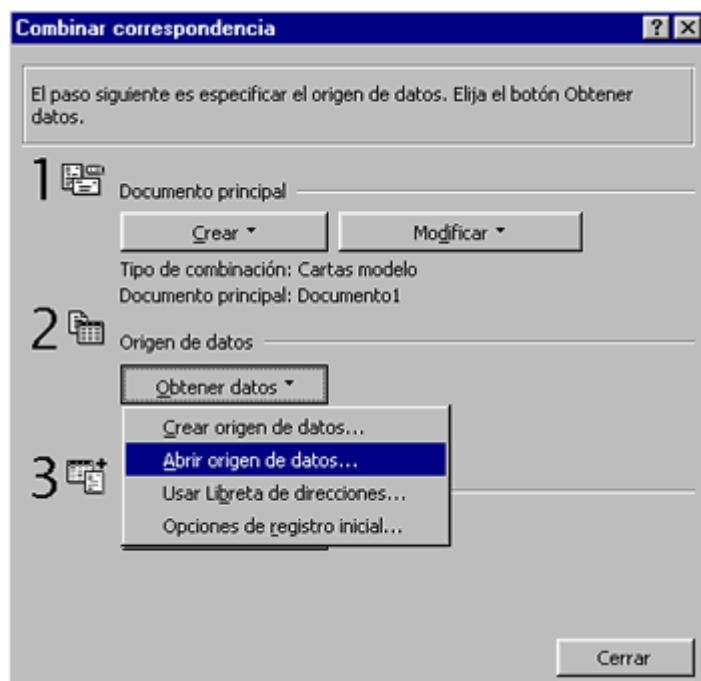 Combinar correspondencia
El paso siguiente es especificar el origen de datos. Elija el botón Obtener
datos.
1
Documento principal
Crear
Modificar
Tipo de combinación: Cartas modelo
Documento principal: Documento1
2
Origen de datos
Obtener datos
Crear origen de datos...
Abrir origen de datos...
3
Usar Libreta de direcciones...
Opciones de registro inicial...
Cerrar